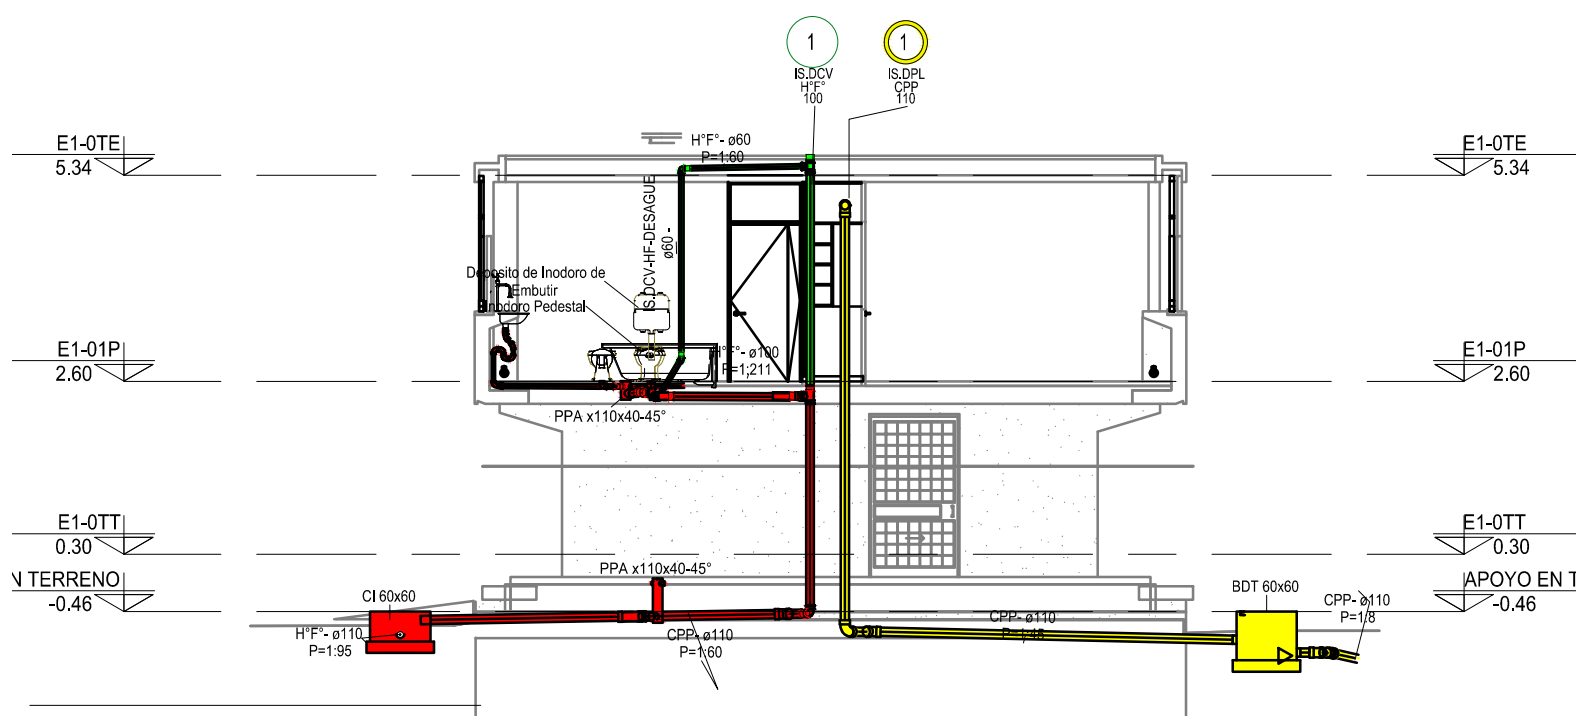 1
IS.DCV
H°F°
100
1
IS.DPL
CPP
110
E1-0TE
5.34
H°F°- ø60
P=1:60
E1-0TE
5.34
IS.DCV-HF-DESAGUE
ø60 -
Deposito de Inodoro de
Embutir
Inodoro Pedestal
E1-01P
2.60
H°F°- ø100
P=1;211
E1-01P
2.60
PPA x110x40-45°
E1-0TT
0.30
E1-0TT
0.30
N TERRENO
-0.46
PPA x110x40-45°
APOYO EN T
-0.46
CI 60x60
BDT 60x60
H°F°- ø110
P=1:95
CPP- ø110
P=1:60
CPP- ø110
CPP- ø110
P=1:8